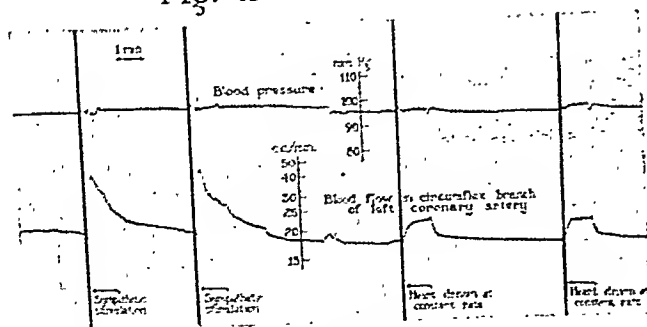 Fig.
1 min
mm Hg
110
Blood pressure
100
90
80
cc/min.
50
40
30
25
20
15
Blood flow in circumflex branch
of left coronary artery
Sympathetic
stimulation
Sympathetic
stimulation
Heart driven at
constant rate
Heart driven at
constant rate